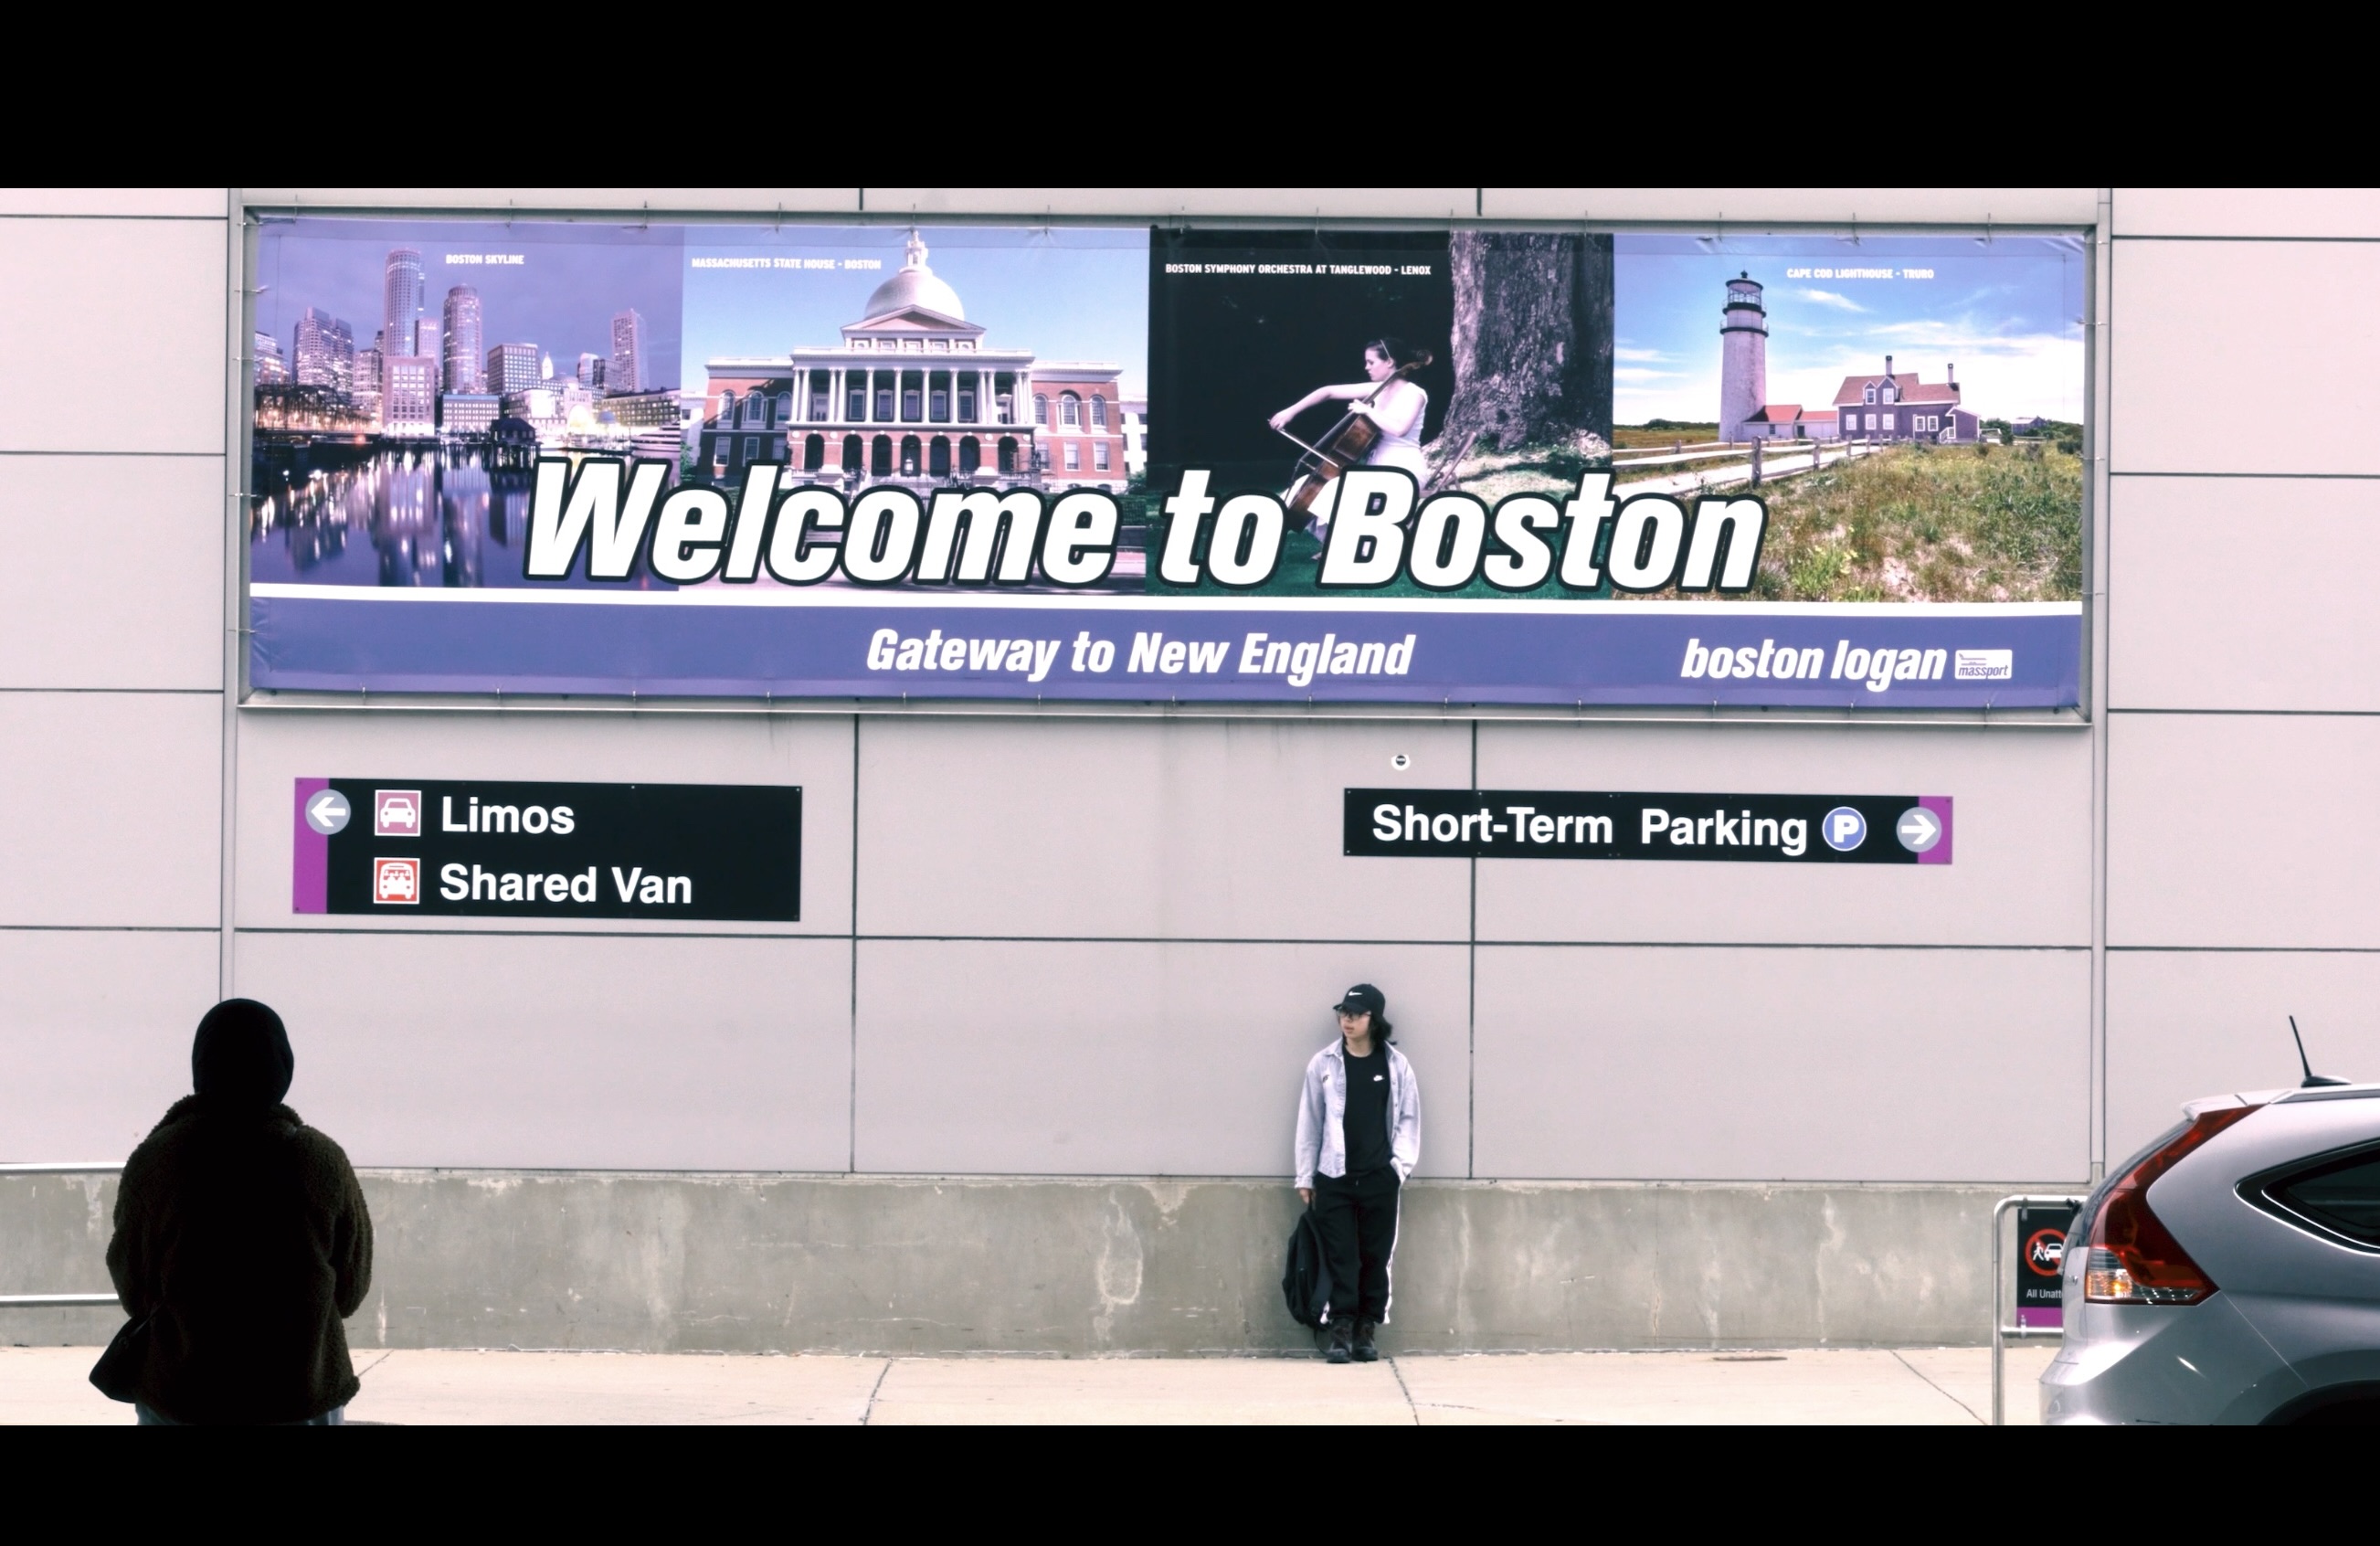 BOSTON SKYLINE
MASSACHUSETTS STATE HOUSE - BOSTON
BOSTON SYMPHONY ORCHESTRA AT TANGLEWOOD - LENOX
CAPE COD LIGHTHOUSE - TRURO
Welcome to Boston
Gateway to New England
boston logan
massport
Limos
Shared Van
Short-Term Parking P
All